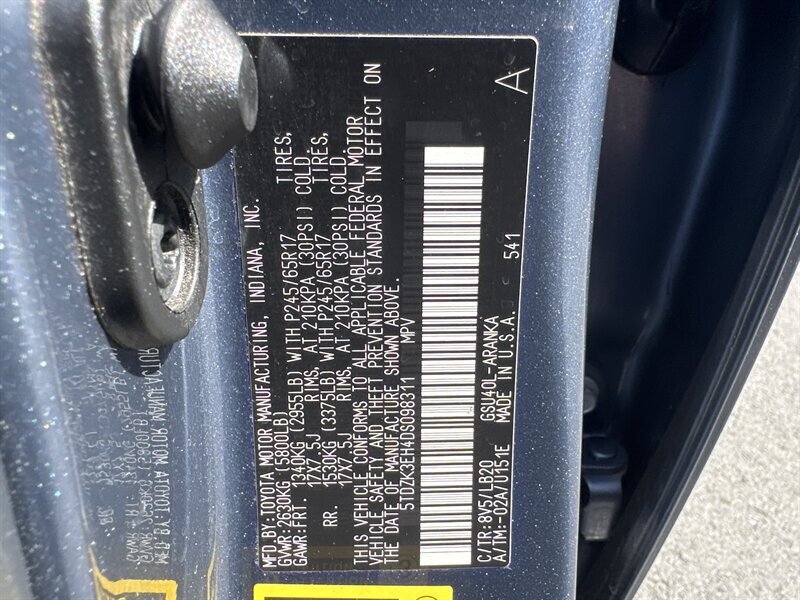 MFD.BY:TOYOTA MOTOR MANUFACTURING, INDIANA, INC.
GVWR:2630KG (5800LB)
GAWR:FRT. 1340KG (2955LB) WITH P245/65R17 TIRES,
17X7.5J RIMS, AT 210KPA (30PSI) COLD.
RR. 1530KG (3375LB) WITH P245/65R17 TIRES,
17X7.5J RIMS, AT 210KPA (30PSI) COLD.
THIS VEHICLE CONFORMS TO ALL APPLICABLE FEDERAL MOTOR
VEHICLE SAFETY AND THEFT PREVENTION STANDARDS IN EFFECT ON
THE DATE OF MANUFACTURE SHOWN ABOVE.
5TDZK3EH4DS098311 MPV
C/TR:8V5/LB20 GSU40L-ARANKA 541
A/TM:-02A/U151E MADE IN U.S.A.
A